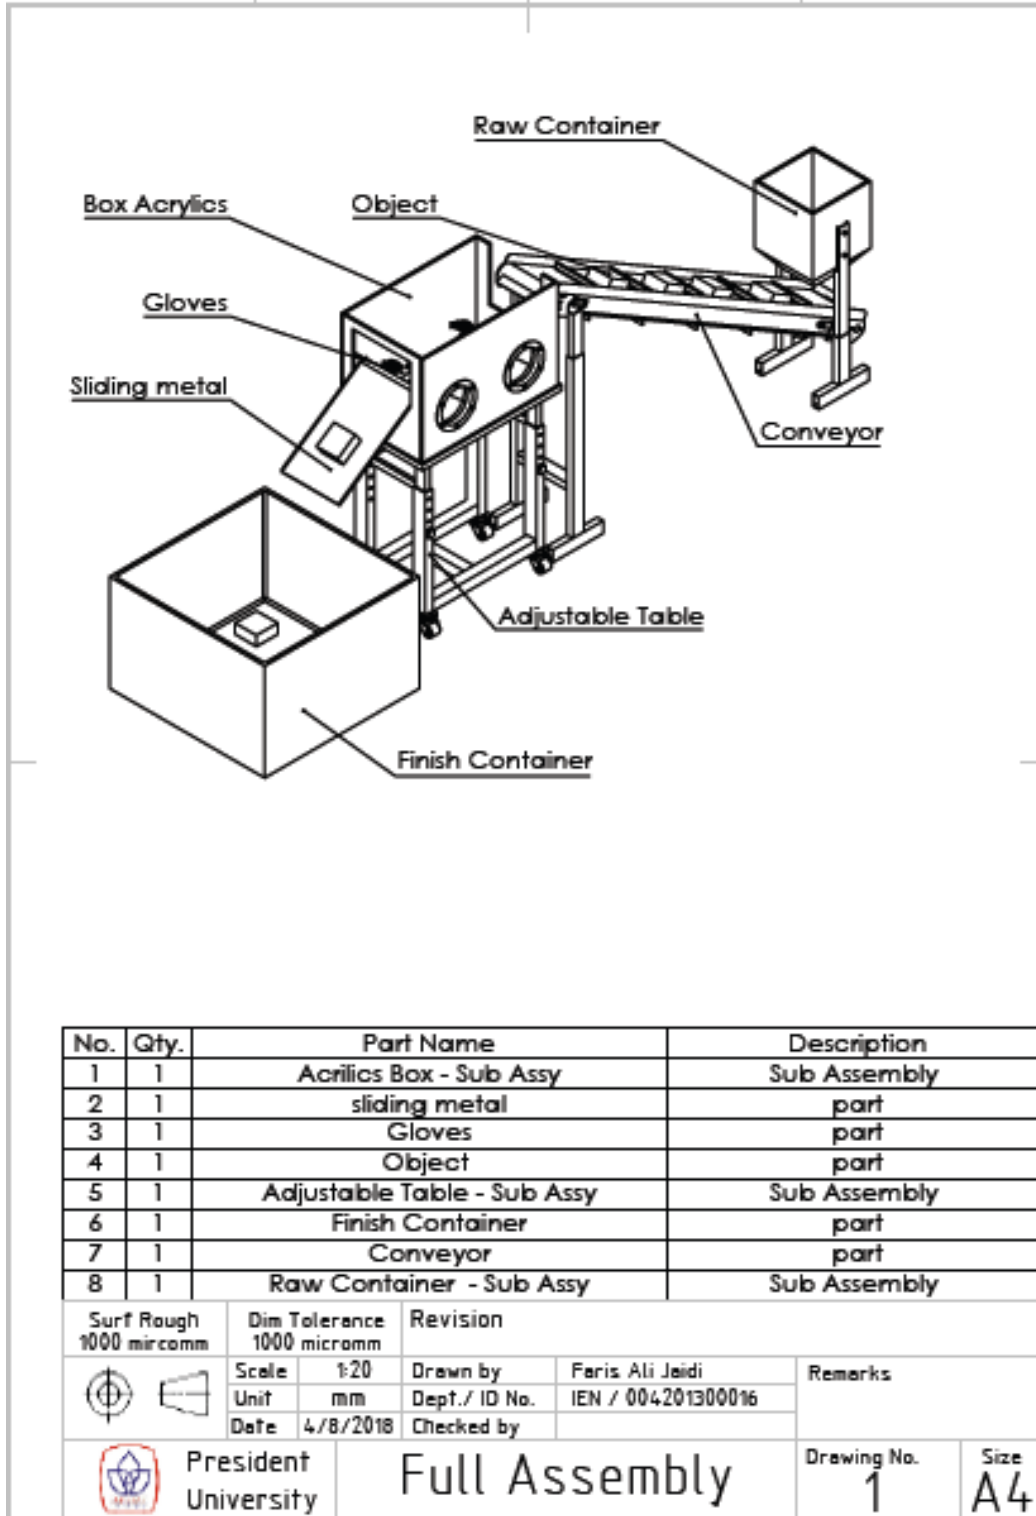 Raw Container
Box Acrylics
Object
Gloves
Sliding metal
Conveyor
Adjustable Table
Finish Container
No. Qty. Part Name Description
1 1 Acrilics Box - Sub Assy Sub Assembly
2 1 sliding metal part
3 1 Gloves part
4 1 Object part
5 1 Adjustable Table - Sub Assy Sub Assembly
6 1 Finish Container part
7 1 Conveyor part
8 1 Raw Container - Sub Assy Sub Assembly
Surf Rough Dim Tolerance Revision
1000 mircomm 1000 micromm
Scale 1:20 Drawn by Faris Ali Jaidi Remarks
Unit mm Dept./ ID No. IEN / 004201300016
Date 4/8/2018 Checked by
President University
Full Assembly
Drawing No.
1
Size
A4